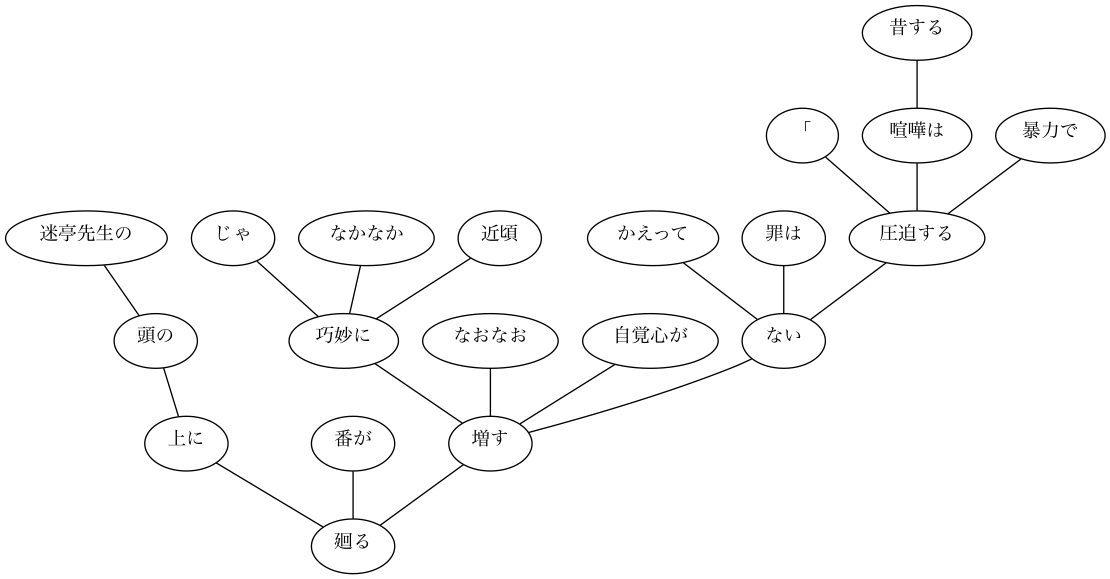 昔する
「
喧嘩は
暴力で
迷亭先生の
じゃ
なかなか
近頃
かえって
罪は
圧迫する
頭の
巧妙に
なおなお
自覚心が
ない
上に
番が
増す
廻る